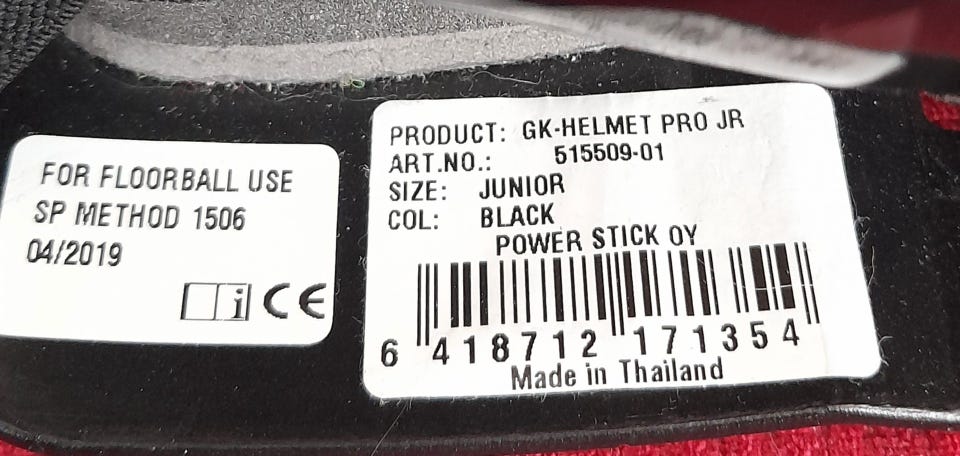 FOR FLOORBALL USE
SP METHOD 1506
04/2019
i CE
PRODUCT: GK-HELMET PRO JR
ART.NO.: 515509-01
SIZE: JUNIOR
COL: BLACK
POWER STICK OY
6 418712 171354
Made in Thailand